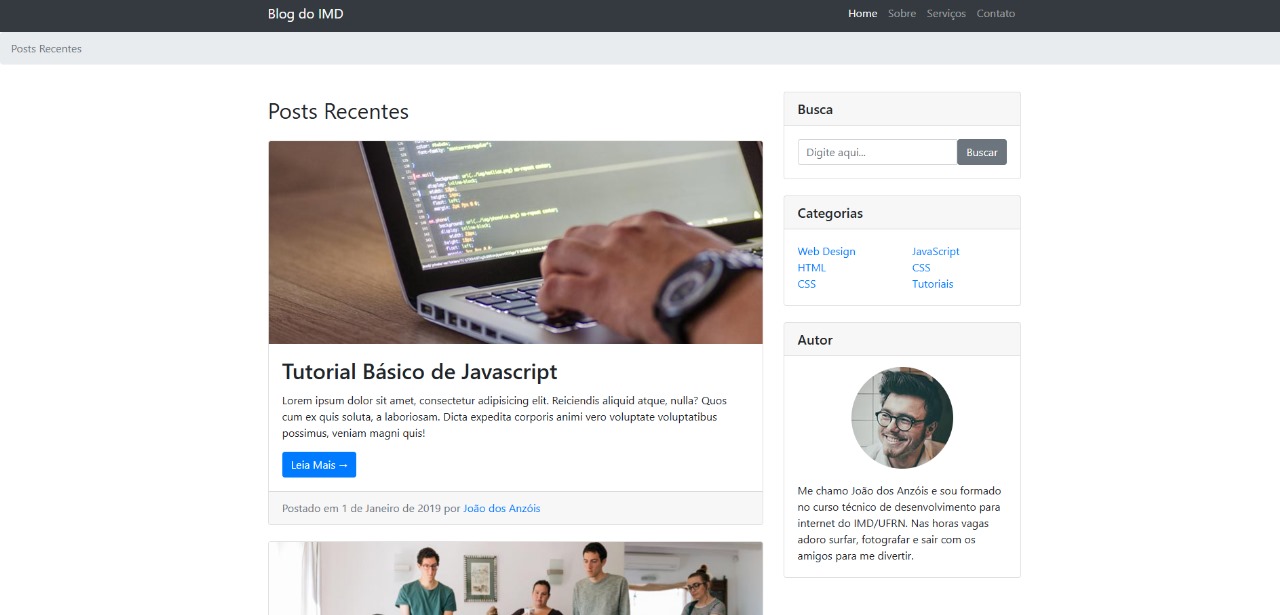 Blog do IMD
Home Sobre Serviços Contato
Posts Recentes
Posts Recentes
Tutorial Básico de Javascript
Lorem ipsum dolor sit amet, consectetur adipisicing elit. Reiciendis aliquid atque, nulla? Quos
cum ex quis soluta, a laboriosam. Dicta expedita corporis animi vero voluptate voluptatibus
possimus, veniam magni quis!
Leia Mais →
Postado em 1 de Janeiro de 2019 por João dos Anzóis
Busca
Digite aqui...
Buscar
Categorias
Web Design
HTML
CSS
JavaScript
CSS
Tutoriais
Autor
Me chamo João dos Anzóis e sou formado
no curso técnico de desenvolvimento para
internet do IMD/UFRN. Nas horas vagas
adoro surfar, fotografar e sair com os
amigos para me divertir.